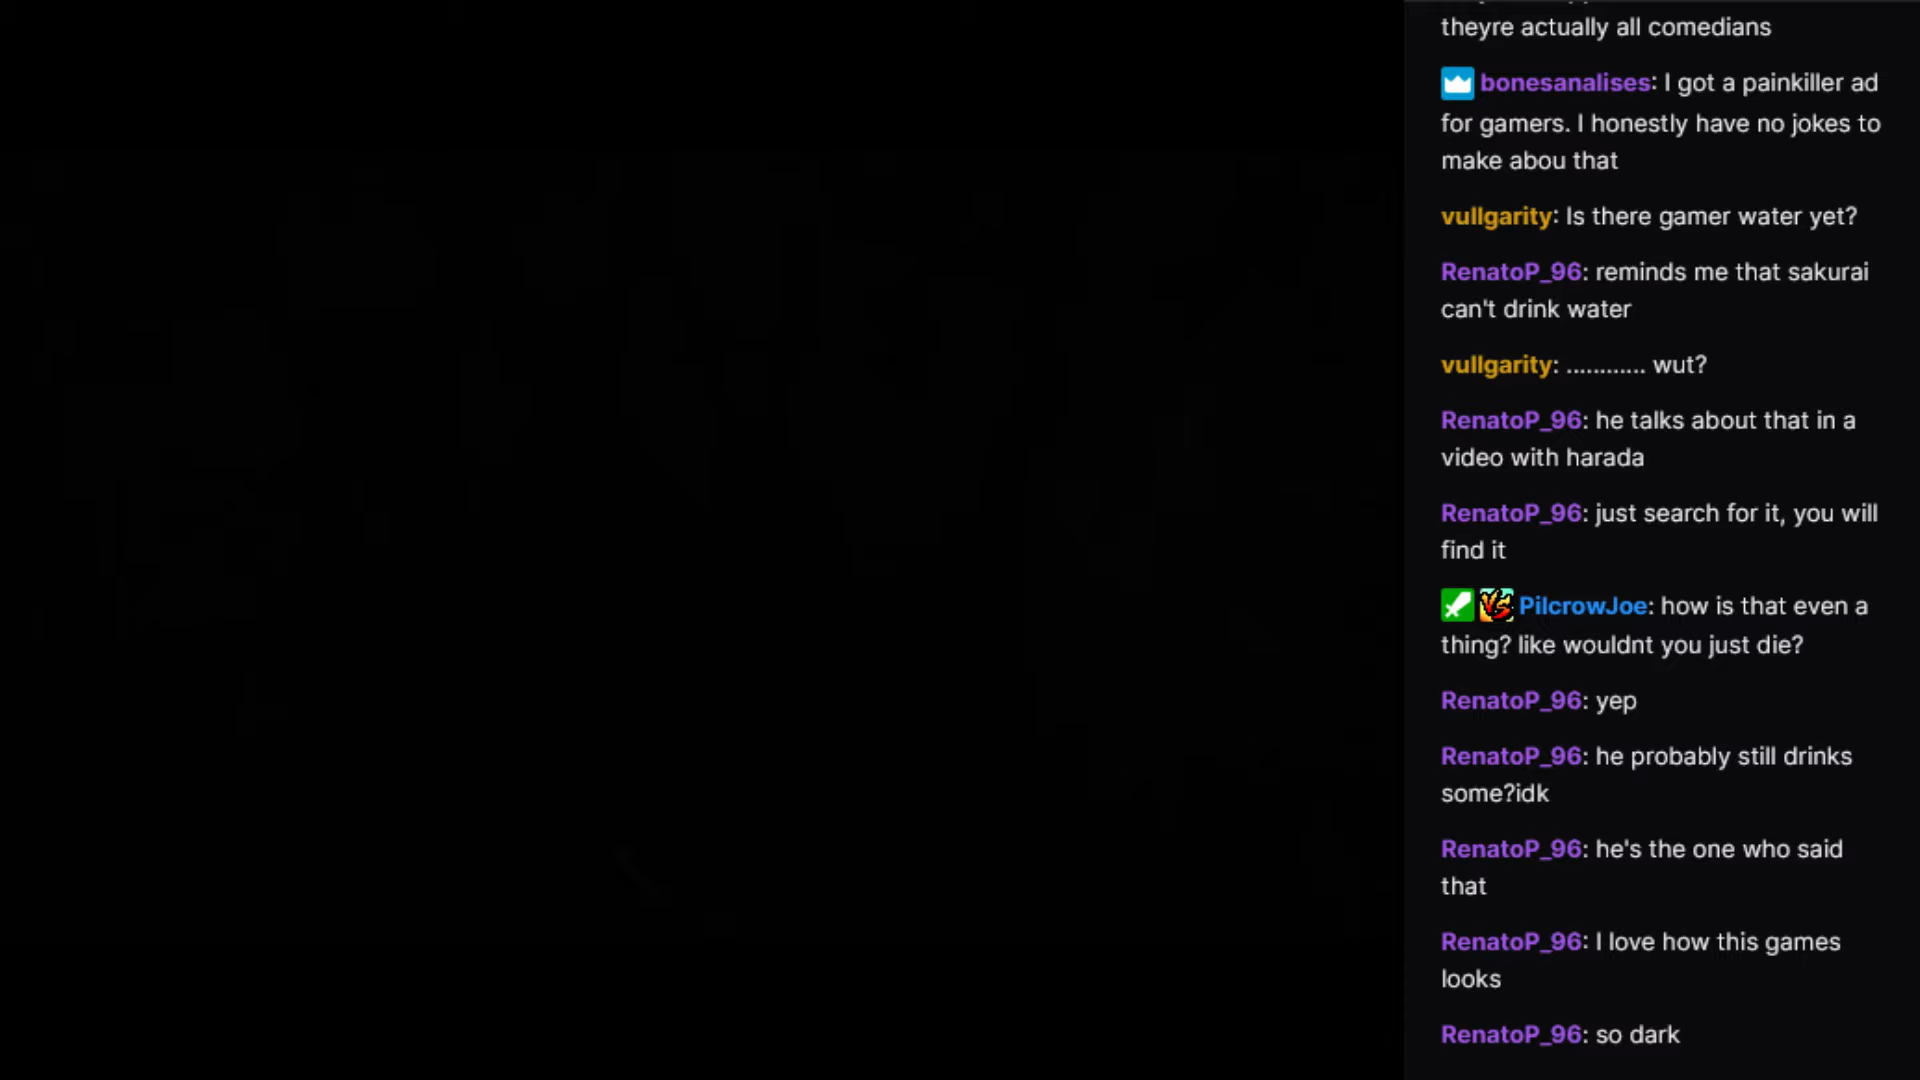 theyre actually all comedians
bonesanalises: I got a painkiller ad
for gamers. I honestly have no jokes to
make abou that
vullgarity: Is there gamer water yet?
RenatoP_96: reminds me that sakurai
can't drink water
vullgarity: ............ wut?
RenatoP_96: he talks about that in a
video with harada
RenatoP_96: just search for it, you will
find it
PilcrowJoe: how is that even a
thing? like wouldnt you just die?
RenatoP_96: yep
RenatoP_96: he probably still drinks
some?idk
RenatoP_96: he's the one who said
that
RenatoP_96: I love how this games
looks
RenatoP_96: so dark